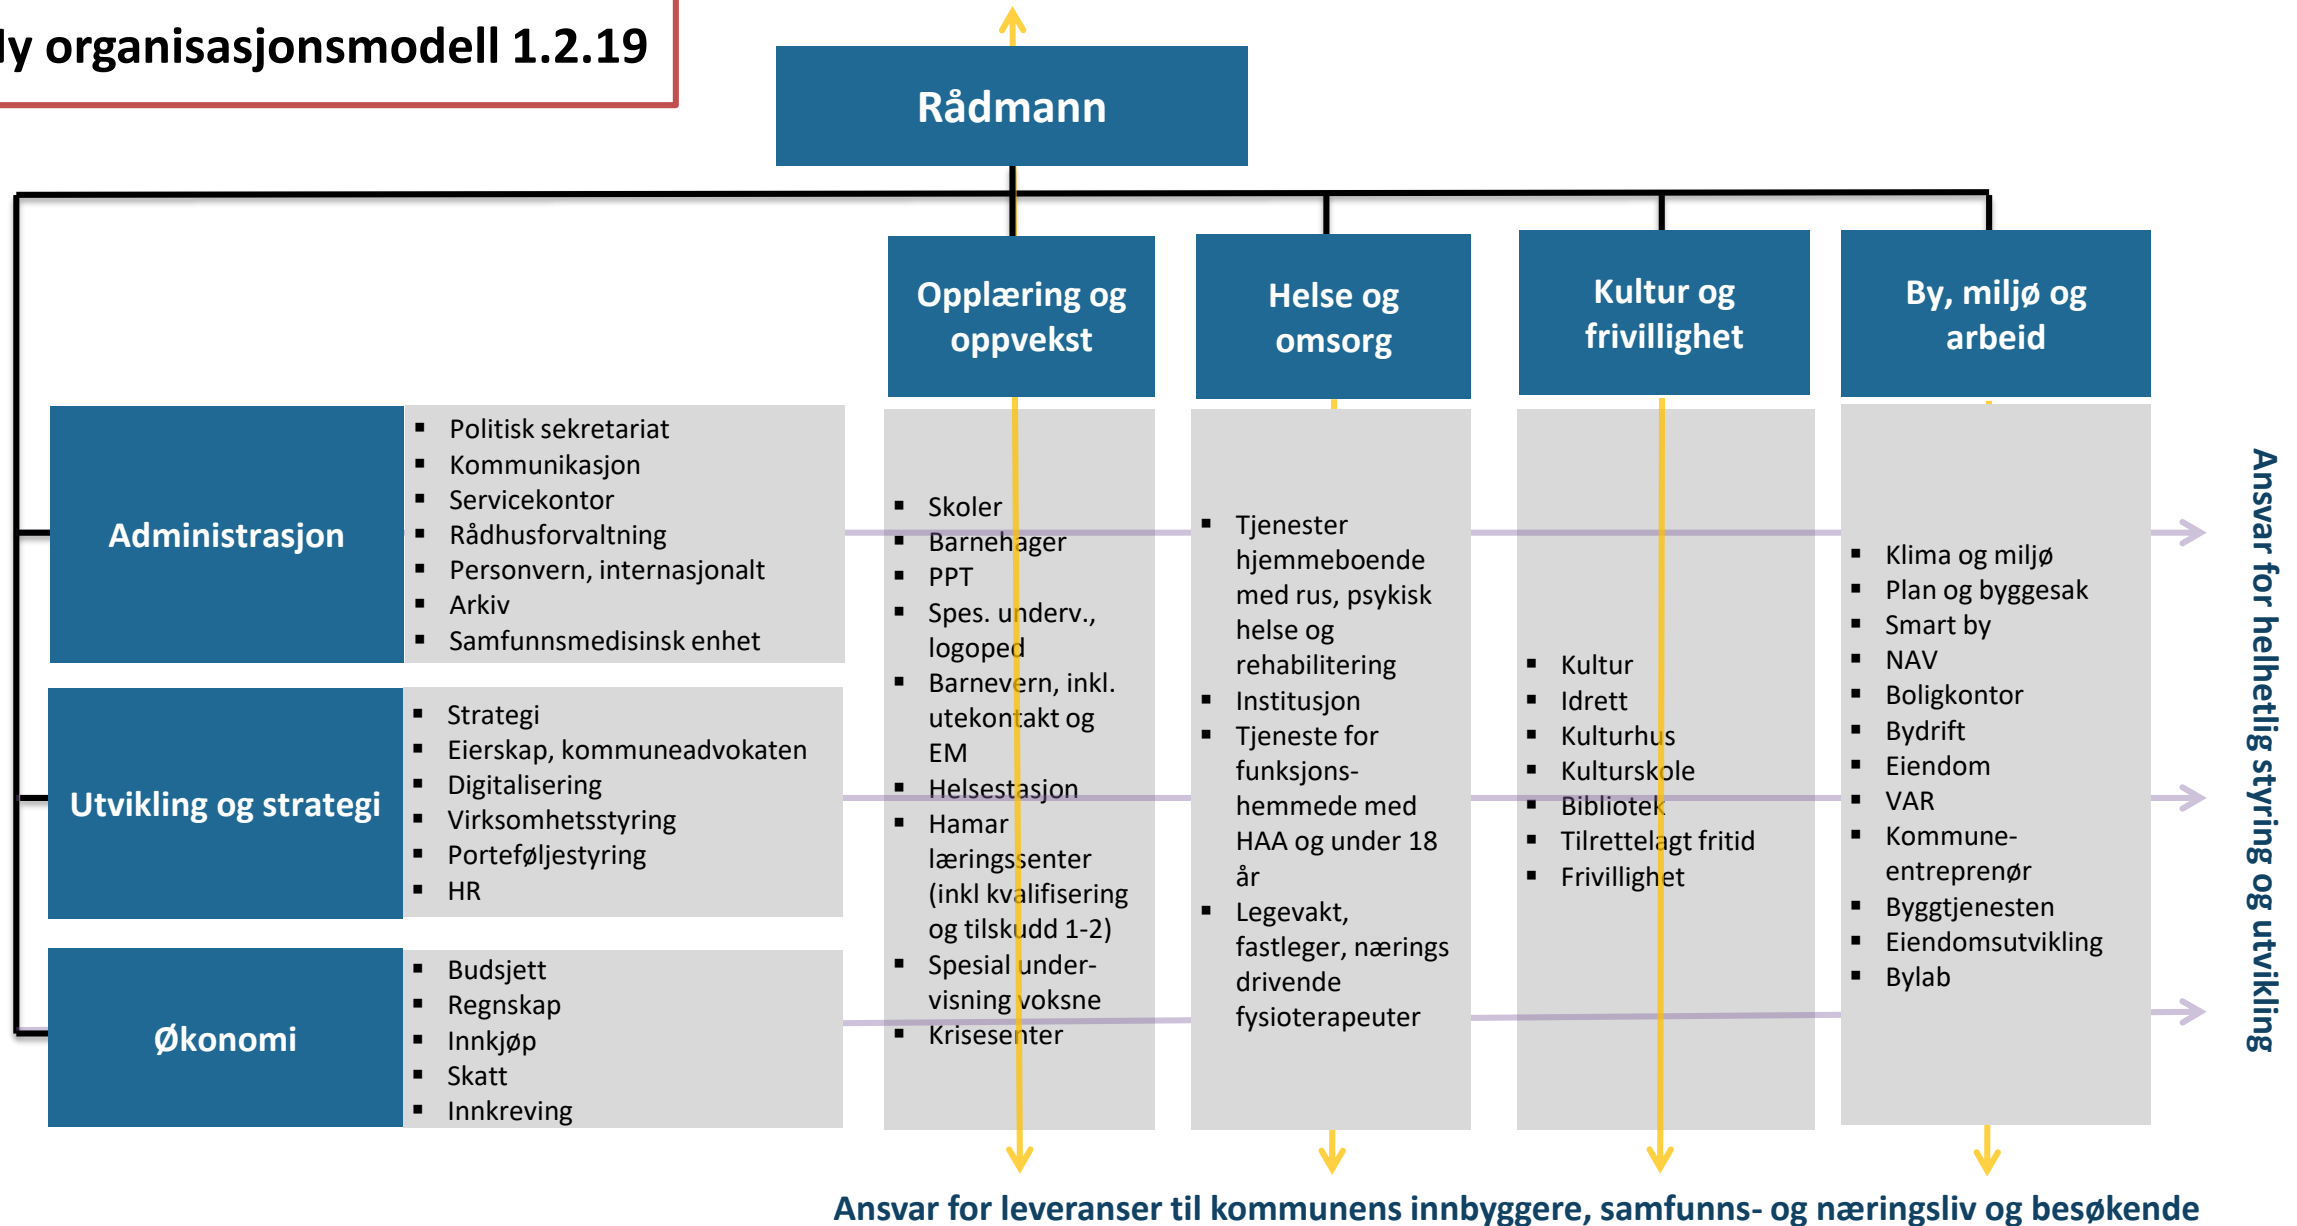 y organisasjonsmodell 1.2.19
Rådmann
Opplæring og
oppvekst
Helse og
omsorg
Kultur og
frivillighet
By, miljø og
arbeid
Administrasjon
▪ Politisk sekretariat
▪ Kommunikasjon
▪ Servicekontor
▪ Rådhusforvaltning
▪ Personvern, internasjonalt
▪ Arkiv
▪ Samfunnsmedisinsk enhet
Utvikling og strategi
▪ Strategi
▪ Eierskap, kommuneadvokaten
▪ Digitalisering
▪ Virksomhetsstyring
▪ Porteføljestyring
▪ HR
Økonomi
▪ Budsjett
▪ Regnskap
▪ Innkjøp
▪ Skatt
▪ Innkreving
▪ Skoler
▪ Barnehager
▪ PPT
▪ Spes. underv.,
logoped
▪ Barnevern, inkl.
utekontakt og
EM
▪ Helsestasjon
▪ Hamar
læringssenter
(inkl kvalifisering
og tilskudd 1-2)
▪ Spesial under-
visning voksne
▪ Krisesenter
▪ Tjenester
hjemmeboende
med rus, psykisk
helse og
rehabilitering
▪ Institusjon
▪ Tjeneste for
funksjons-
hemmede med
HAA og under 18
år
▪ Legevakt,
fastleger, nærings
drivende
fysioterapeuter
▪ Kultur
▪ Idrett
▪ Kulturhus
▪ Kulturskole
▪ Bibliotek
▪ Tilrettelagt fritid
▪ Frivillighet
▪ Klima og miljø
▪ Plan og byggesak
▪ Smart by
▪ NAV
▪ Boligkontor
▪ Bydrift
▪ Eiendom
▪ VAR
▪ Kommune-
entreprenør
▪ Byggtjenesten
▪ Eiendomsutvikling
▪ Bylab
Ansvar for helhetlig styring og utvikling
Ansvar for leveranser til kommunens innbyggere, samfunns- og næringsliv og besøkende